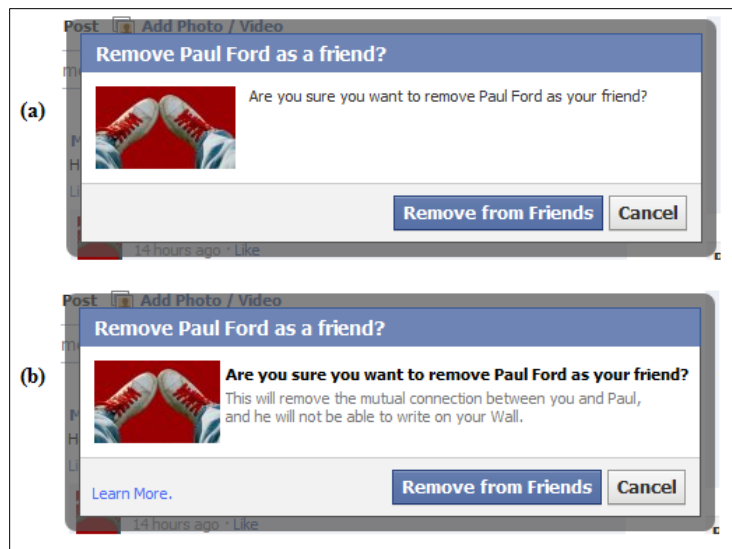 Post Add Photo / Video
Remove Paul Ford as a friend?
(a)
Are you sure you want to remove Paul Ford as your friend?
Remove from Friends Cancel
14 hours ago · Like
Post Add Photo / Video
Remove Paul Ford as a friend?
(b)
Are you sure you want to remove Paul Ford as your friend?
This will remove the mutual connection between you and Paul,
and he will not be able to write on your Wall.
Learn More. Remove from Friends Cancel
14 hours ago · Like